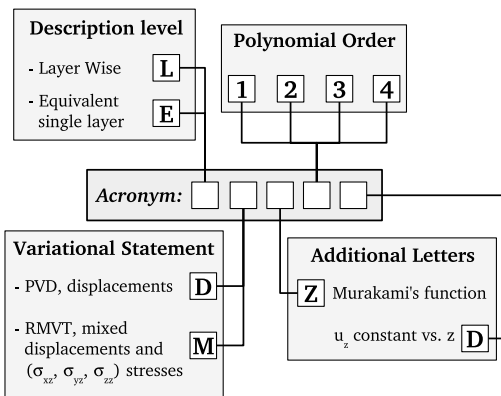 Description level
- Layer Wise L
- Equivalent
single layer E
Polynomial Order
1 2 3 4
Acronym:
Variational Statement
- PVD, displacements D
- RMVT, mixed
displacements and M
(σxz, σyz, σzz) stresses
Additional Letters
Z Murakami's function
uz constant vs. z D